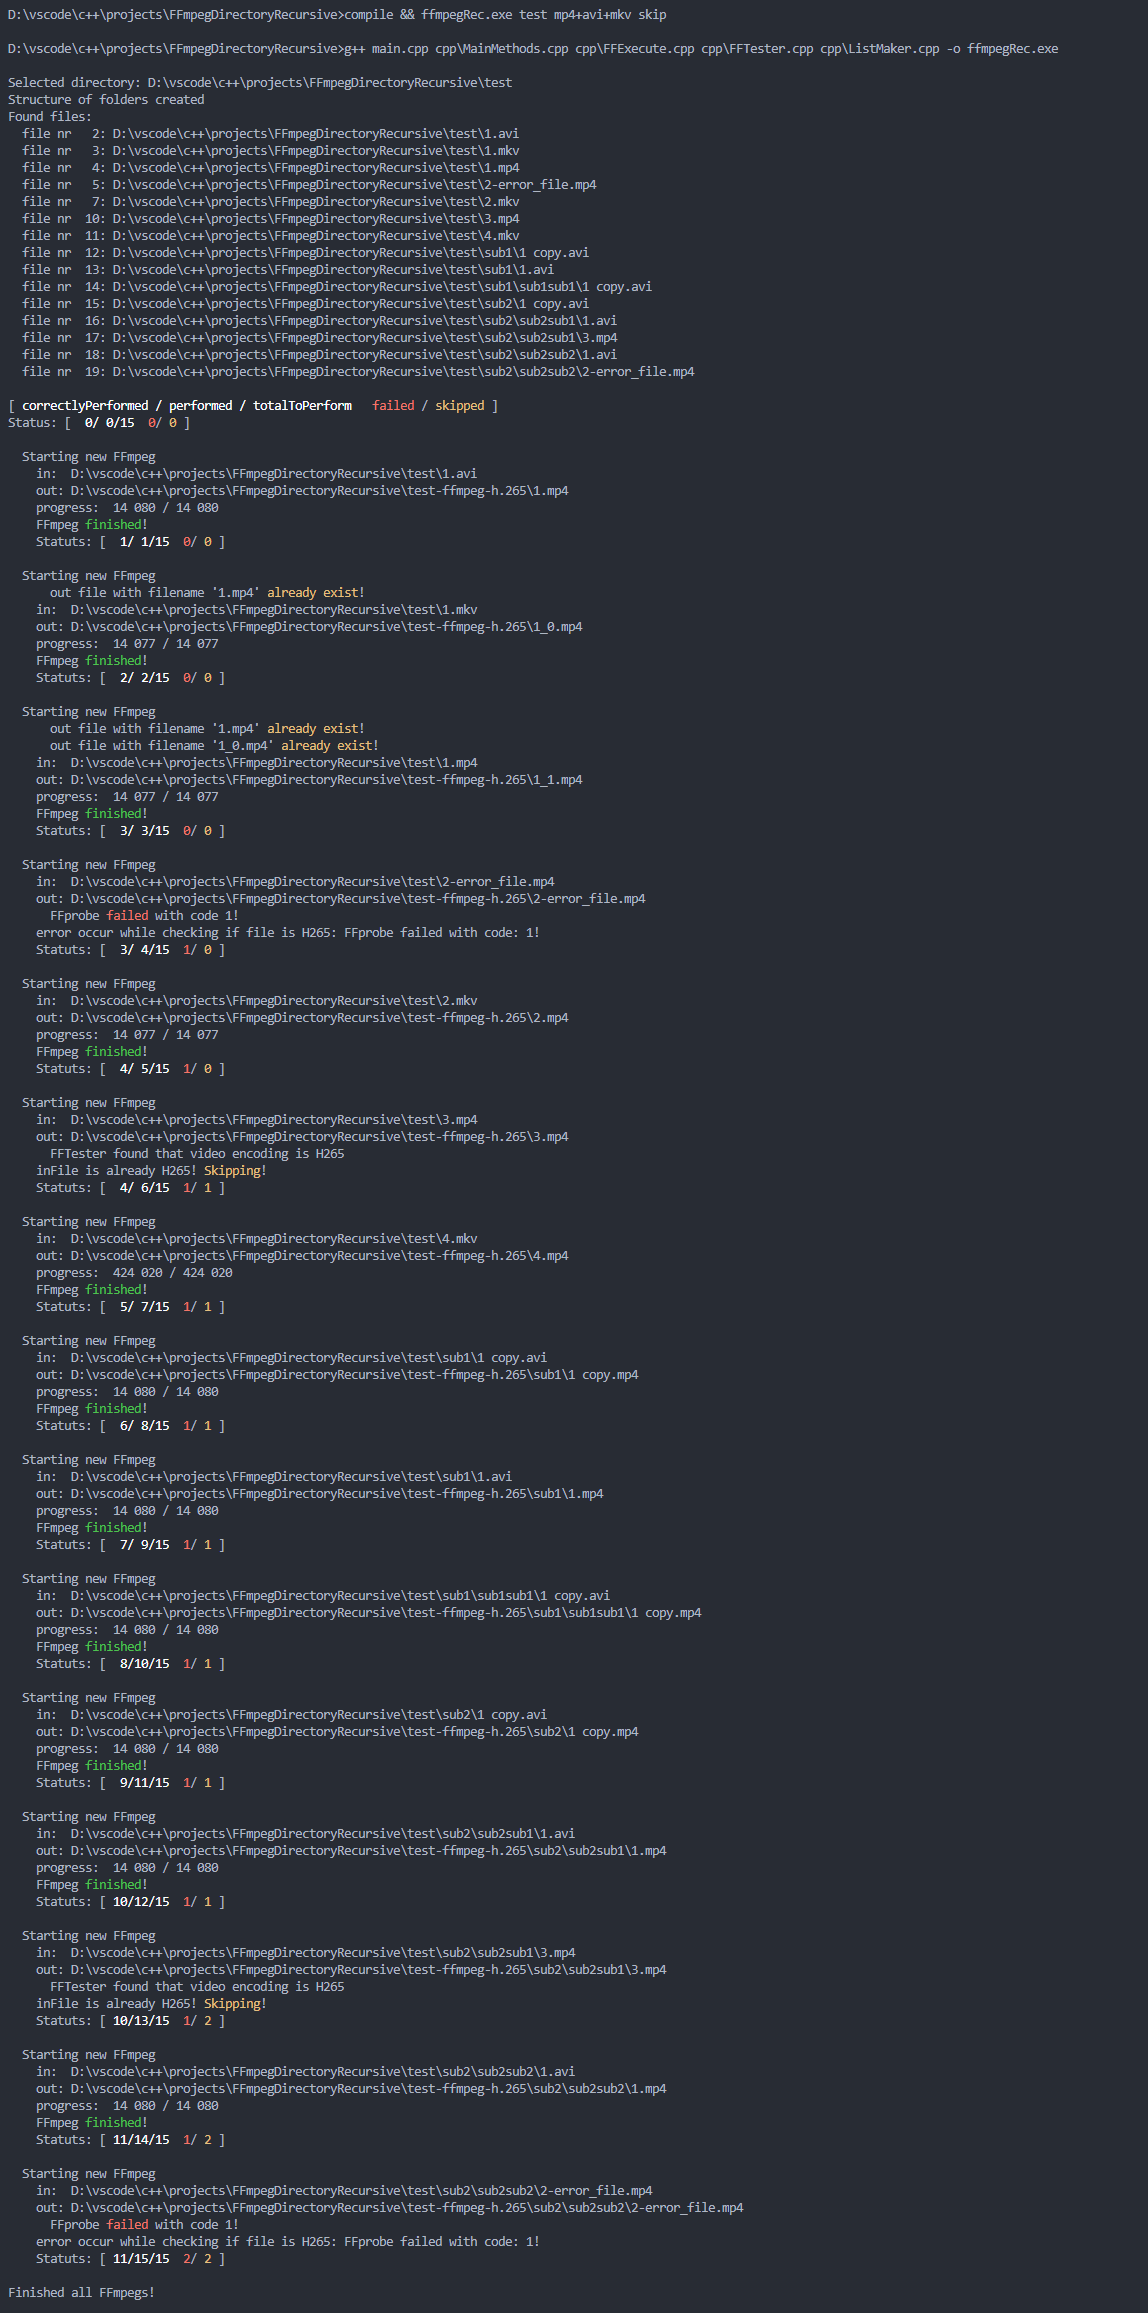 D:\vscode\c++\projects\FFmpegDirectoryRecursive>compile && ffmpegRec.exe test mp4+avi+mkv skip
D:\vscode\c++\projects\FFmpegDirectoryRecursive>g++ main.cpp cpp\MainMethods.cpp cpp\FFExecute.cpp cpp\FFTester.cpp cpp\ListMaker.cpp -o ffmpegRec.exe
Selected directory: D:\vscode\c++\projects\FFmpegDirectoryRecursive\test
Structure of folders created
Found files:
file nr   2: D:\vscode\c++\projects\FFmpegDirectoryRecursive\test\1.avi
file nr   3: D:\vscode\c++\projects\FFmpegDirectoryRecursive\test\1.mkv
file nr   4: D:\vscode\c++\projects\FFmpegDirectoryRecursive\test\1.mp4
file nr   5: D:\vscode\c++\projects\FFmpegDirectoryRecursive\test\2-error_file.mp4
file nr   7: D:\vscode\c++\projects\FFmpegDirectoryRecursive\test\2.mkv
file nr  10: D:\vscode\c++\projects\FFmpegDirectoryRecursive\test\3.mp4
file nr  11: D:\vscode\c++\projects\FFmpegDirectoryRecursive\test\4.mkv
file nr  12: D:\vscode\c++\projects\FFmpegDirectoryRecursive\test\sub1\1 copy.avi
file nr  13: D:\vscode\c++\projects\FFmpegDirectoryRecursive\test\sub1\1.avi
file nr  14: D:\vscode\c++\projects\FFmpegDirectoryRecursive\test\sub1\sub1sub1\1 copy.avi
file nr  15: D:\vscode\c++\projects\FFmpegDirectoryRecursive\test\sub2\1 copy.avi
file nr  16: D:\vscode\c++\projects\FFmpegDirectoryRecursive\test\sub2\sub2sub1\1.avi
file nr  17: D:\vscode\c++\projects\FFmpegDirectoryRecursive\test\sub2\sub2sub1\3.mp4
file nr  18: D:\vscode\c++\projects\FFmpegDirectoryRecursive\test\sub2\sub2sub2\1.avi
file nr  19: D:\vscode\c++\projects\FFmpegDirectoryRecursive\test\sub2\sub2sub2\2-error_file.mp4
[ correctlyPerformed / performed / totalToPerform   failed / skipped ]
Status: [  0/ 0/15  0/ 0 ]
Starting new FFmpeg
in:  D:\vscode\c++\projects\FFmpegDirectoryRecursive\test\1.avi
out: D:\vscode\c++\projects\FFmpegDirectoryRecursive\test-ffmpeg-h.265\1.mp4
progress:  14 080 / 14 080
FFmpeg finished!
Statuts: [  1/ 1/15  0/ 0 ]
Starting new FFmpeg
out file with filename '1.mp4' already exist!
in:  D:\vscode\c++\projects\FFmpegDirectoryRecursive\test\1.mkv
out: D:\vscode\c++\projects\FFmpegDirectoryRecursive\test-ffmpeg-h.265\1_0.mp4
progress:  14 077 / 14 077
FFmpeg finished!
Statuts: [  2/ 2/15  0/ 0 ]
Starting new FFmpeg
out file with filename '1.mp4' already exist!
out file with filename '1_0.mp4' already exist!
in:  D:\vscode\c++\projects\FFmpegDirectoryRecursive\test\1.mp4
out: D:\vscode\c++\projects\FFmpegDirectoryRecursive\test-ffmpeg-h.265\1_1.mp4
progress:  14 077 / 14 077
FFmpeg finished!
Statuts: [  3/ 3/15  0/ 0 ]
Starting new FFmpeg
in:  D:\vscode\c++\projects\FFmpegDirectoryRecursive\test\2-error_file.mp4
out: D:\vscode\c++\projects\FFmpegDirectoryRecursive\test-ffmpeg-h.265\2-error_file.mp4
FFprobe failed with code 1!
error occur while checking if file is H265: FFprobe failed with code: 1!
Statuts: [  3/ 4/15  1/ 0 ]
Starting new FFmpeg
in:  D:\vscode\c++\projects\FFmpegDirectoryRecursive\test\2.mkv
out: D:\vscode\c++\projects\FFmpegDirectoryRecursive\test-ffmpeg-h.265\2.mp4
progress:  14 077 / 14 077
FFmpeg finished!
Statuts: [  4/ 5/15  1/ 0 ]
Starting new FFmpeg
in:  D:\vscode\c++\projects\FFmpegDirectoryRecursive\test\3.mp4
out: D:\vscode\c++\projects\FFmpegDirectoryRecursive\test-ffmpeg-h.265\3.mp4
FFTester found that video encoding is H265
inFile is already H265! Skipping!
Statuts: [  4/ 6/15  1/ 1 ]
Starting new FFmpeg
in:  D:\vscode\c++\projects\FFmpegDirectoryRecursive\test\4.mkv
out: D:\vscode\c++\projects\FFmpegDirectoryRecursive\test-ffmpeg-h.265\4.mp4
progress:  424 020 / 424 020
FFmpeg finished!
Statuts: [  5/ 7/15  1/ 1 ]
Starting new FFmpeg
in:  D:\vscode\c++\projects\FFmpegDirectoryRecursive\test\sub1\1 copy.avi
out: D:\vscode\c++\projects\FFmpegDirectoryRecursive\test-ffmpeg-h.265\sub1\1 copy.mp4
progress:  14 080 / 14 080
FFmpeg finished!
Statuts: [  6/ 8/15  1/ 1 ]
Starting new FFmpeg
in:  D:\vscode\c++\projects\FFmpegDirectoryRecursive\test\sub1\1.avi
out: D:\vscode\c++\projects\FFmpegDirectoryRecursive\test-ffmpeg-h.265\sub1\1.mp4
progress:  14 080 / 14 080
FFmpeg finished!
Statuts: [  7/ 9/15  1/ 1 ]
Starting new FFmpeg
in:  D:\vscode\c++\projects\FFmpegDirectoryRecursive\test\sub1\sub1sub1\1 copy.avi
out: D:\vscode\c++\projects\FFmpegDirectoryRecursive\test-ffmpeg-h.265\sub1\sub1sub1\1 copy.mp4
progress:  14 080 / 14 080
FFmpeg finished!
Statuts: [  8/10/15  1/ 1 ]
Starting new FFmpeg
in:  D:\vscode\c++\projects\FFmpegDirectoryRecursive\test\sub2\1 copy.avi
out: D:\vscode\c++\projects\FFmpegDirectoryRecursive\test-ffmpeg-h.265\sub2\1 copy.mp4
progress:  14 080 / 14 080
FFmpeg finished!
Statuts: [  9/11/15  1/ 1 ]
Starting new FFmpeg
in:  D:\vscode\c++\projects\FFmpegDirectoryRecursive\test\sub2\sub2sub1\1.avi
out: D:\vscode\c++\projects\FFmpegDirectoryRecursive\test-ffmpeg-h.265\sub2\sub2sub1\1.mp4
progress:  14 080 / 14 080
FFmpeg finished!
Statuts: [ 10/12/15  1/ 1 ]
Starting new FFmpeg
in:  D:\vscode\c++\projects\FFmpegDirectoryRecursive\test\sub2\sub2sub1\3.mp4
out: D:\vscode\c++\projects\FFmpegDirectoryRecursive\test-ffmpeg-h.265\sub2\sub2sub1\3.mp4
FFTester found that video encoding is H265
inFile is already H265! Skipping!
Statuts: [ 10/13/15  1/ 2 ]
Starting new FFmpeg
in:  D:\vscode\c++\projects\FFmpegDirectoryRecursive\test\sub2\sub2sub2\1.avi
out: D:\vscode\c++\projects\FFmpegDirectoryRecursive\test-ffmpeg-h.265\sub2\sub2sub2\1.mp4
progress:  14 080 / 14 080
FFmpeg finished!
Statuts: [ 11/14/15  1/ 2 ]
Starting new FFmpeg
in:  D:\vscode\c++\projects\FFmpegDirectoryRecursive\test\sub2\sub2sub2\2-error_file.mp4
out: D:\vscode\c++\projects\FFmpegDirectoryRecursive\test-ffmpeg-h.265\sub2\sub2sub2\2-error_file.mp4
FFprobe failed with code 1!
error occur while checking if file is H265: FFprobe failed with code: 1!
Statuts: [ 11/15/15  2/ 2 ]
Finished all FFmpegs!